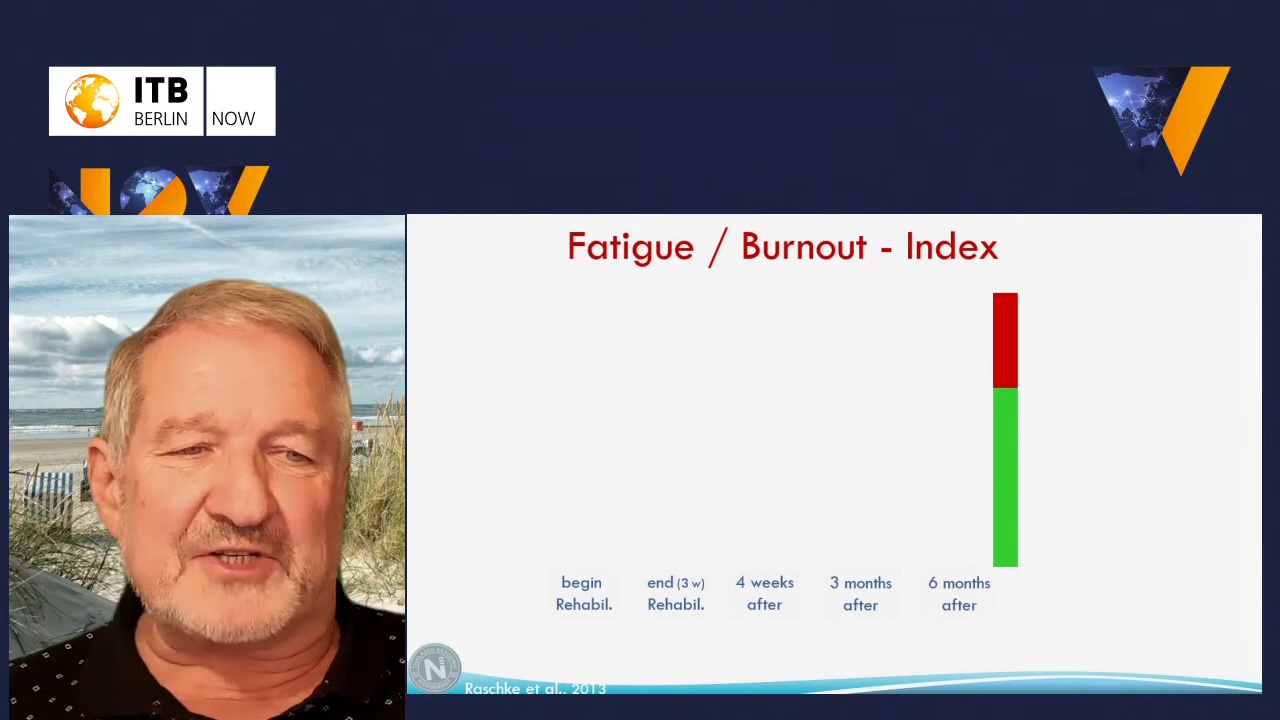 ITB
BERLIN
NOW
NOW
Fatigue / Burnout - Index
begin
Rehabil.
end (3 w)
Rehabil.
4 weeks
after
3 months
after
6 months
after
N
Raschke et al., 2013